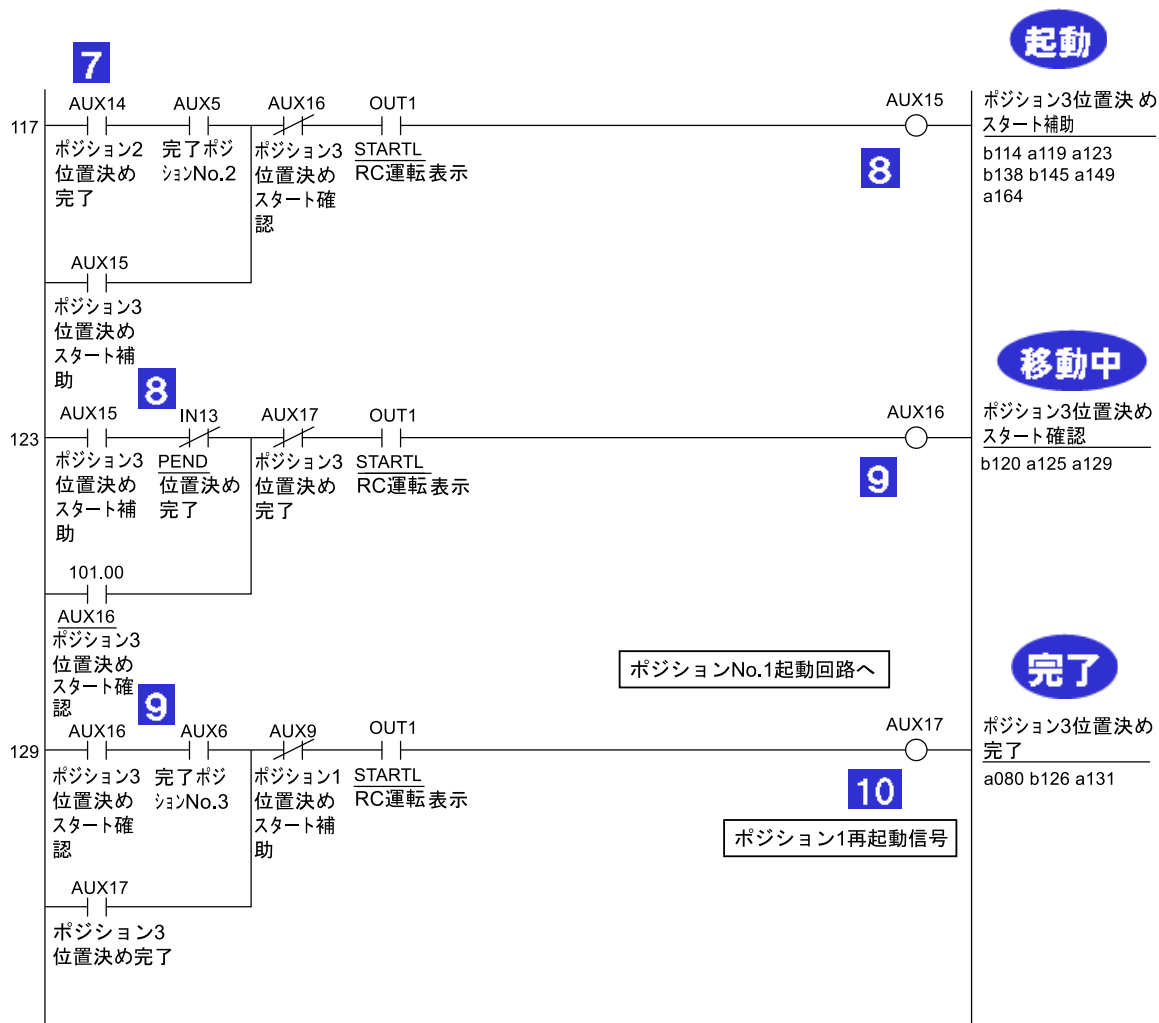 起動
7
AUX14 AUX5 AUX16 OUT1 AUX15
117
ポジション2
位置決め
完了
完了ポジ
ションNo.2
ポジション3
位置決め
スタート確
認
STARTL
RC運転表示
8
ポジション3位置決め
スタート補助
b114 a119 a123
b138 b145 a149
a164
AUX15
ポジション3
位置決め
スタート補
助
移動中
8
AUX15 IN13 AUX17 OUT1 AUX16
123
ポジション3
位置決め
スタート補
助
PEND
位置決め
完了
ポジション3
位置決め
完了
STARTL
RC運転表示
9
ポジション3位置決め
スタート確認
b120 a125 a129
101.00
AUX16
ポジション3
位置決め
スタート確
認
ポジションNo.1起動回路へ
完了
9
AUX16 AUX6 AUX9 OUT1 AUX17
129
ポジション3
位置決め
スタート確
認
完了ポジ
ションNo.3
ポジション1
位置決め
スタート補
助
STARTL
RC運転表示
10
ポジション3位置決め
完了
a080 b126 a131
ポジション1再起動信号
AUX17
ポジション3
位置決め完了